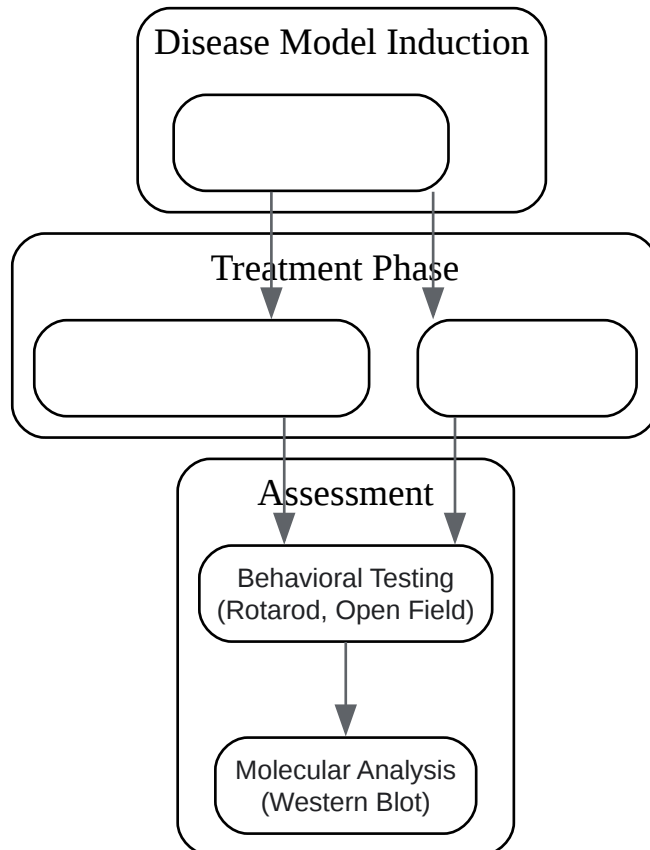 Disease Model Induction
Treatment Phase
Assessment
Behavioral Testing
(Rotarod, Open Field)
Molecular Analysis
(Western Blot)